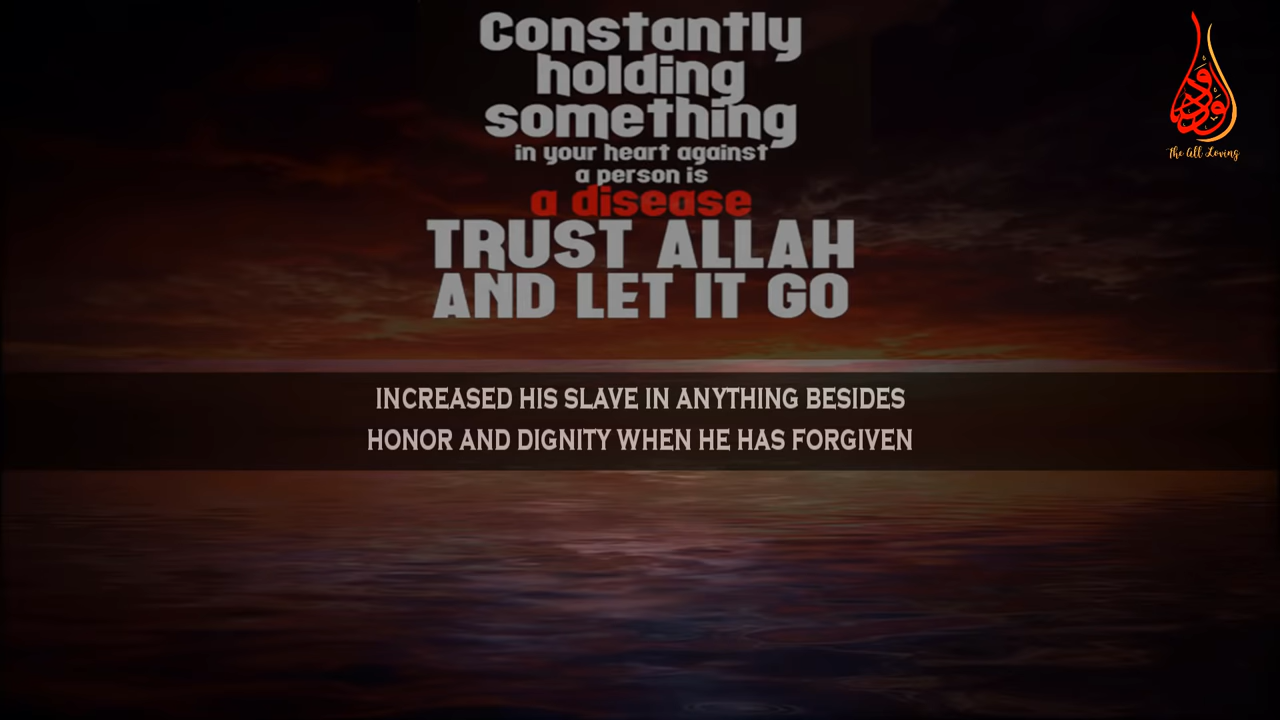 Constantly
holding
something
in your heart against
a person is
a disease
TRUST ALLAH
AND LET IT GO
INCREASED HIS SLAVE IN ANYTHING BESIDES
HONOR AND DIGNITY WHEN HE HAS FORGIVEN
The All Loving